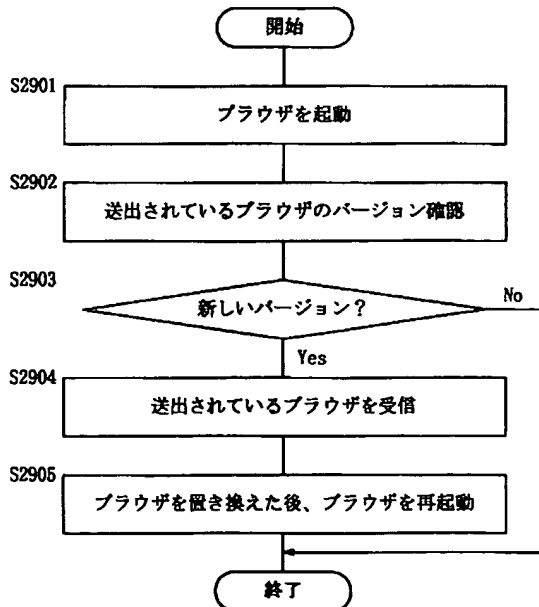 開始
S2901
ブラウザを起動
S2902
送出されているブラウザのバージョン確認
S2903
新しいバージョン？
No
Yes
S2904
送出されているブラウザを受信
S2905
ブラウザを置き換えた後、ブラウザを再起動
終了